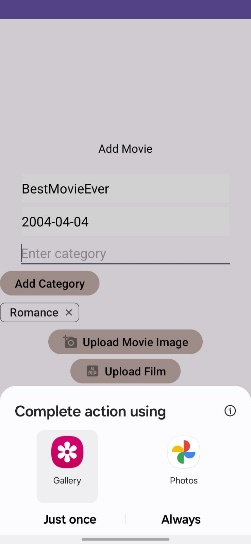 Add Movie
BestMovieEver
2004-04-04
Enter category
Add Category
Romance ×
Upload Movie Image
Upload Film
Complete action using
Gallery
Photos
Just once
Always